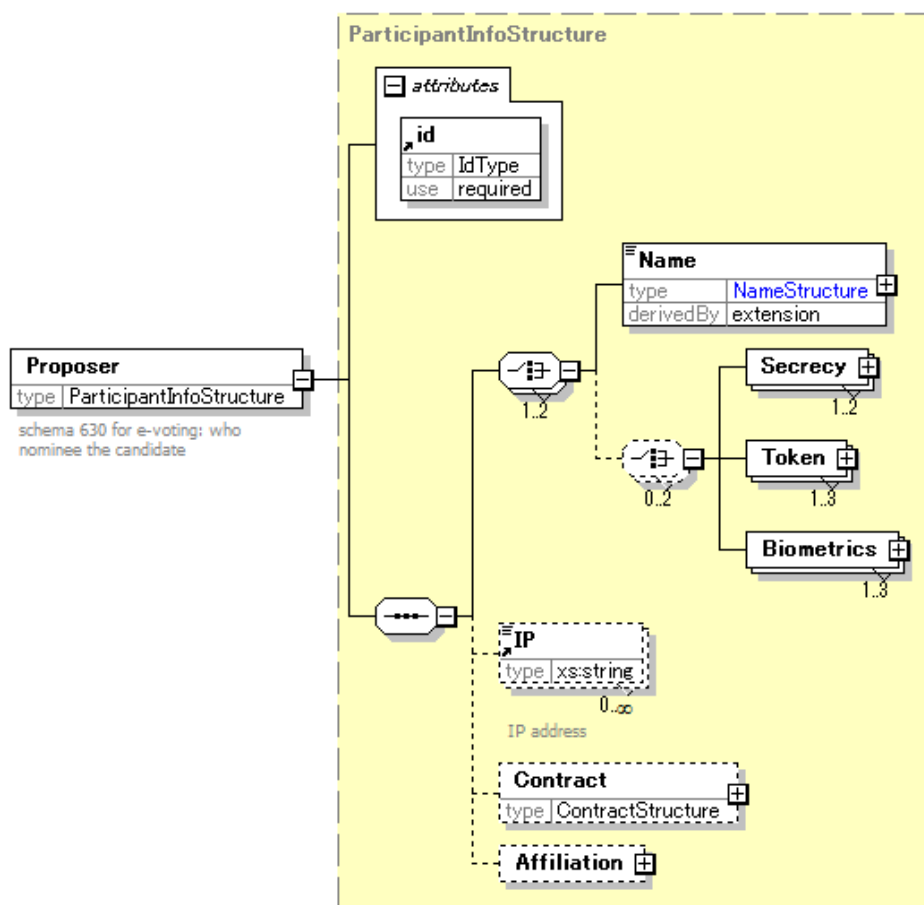 ParticipantInfoStructure
attributes
id
type IdType
use required
Name
type NameStructure
derivedBy extension
Proposer
type ParticipantInfoStructure
schema 630 for e-voting: who
nominee the candidate
1..2
Secrecy
1..2
0..2
Token
1..3
Biometrics
1..3
IP
type xs:string
0..∞
IP address
Contract
type ContractStructure
Affiliation